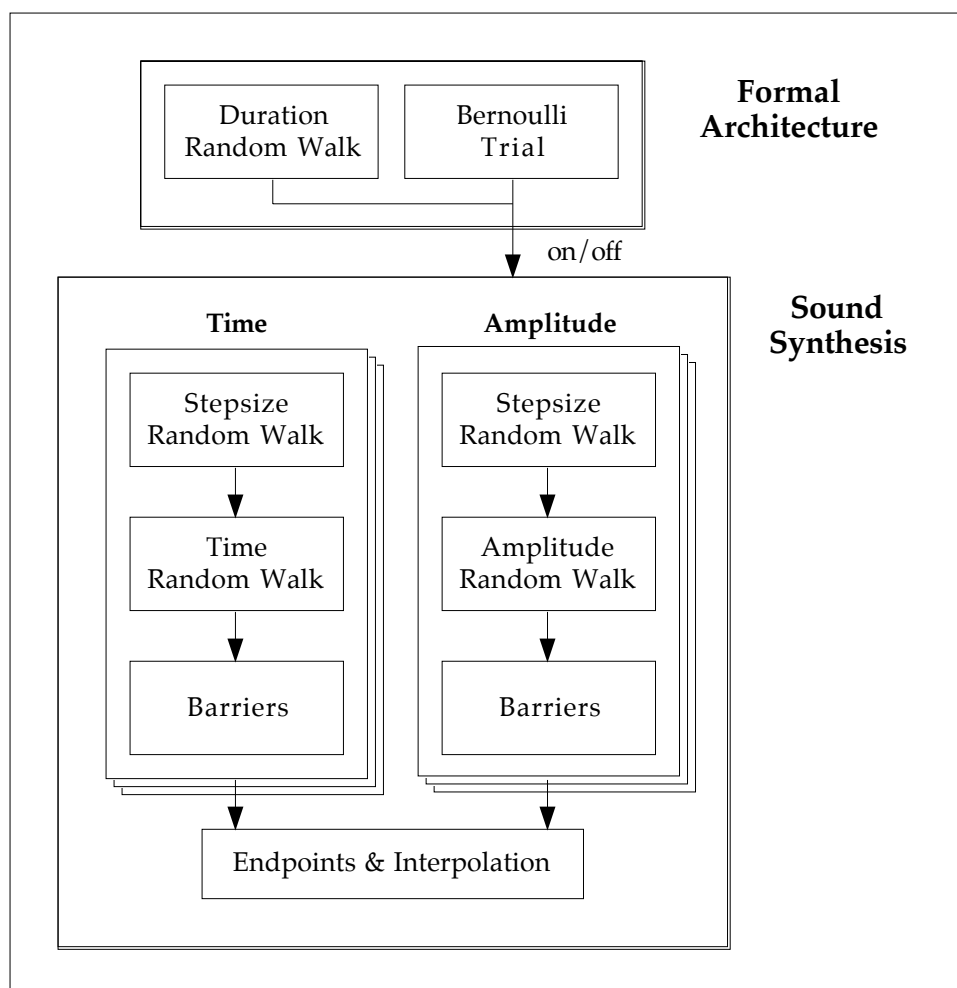 Formal
Architecture
Duration
Random Walk
Bernoulli
Trial
on/off
Sound
Synthesis
Time
Amplitude
Stepsize
Random Walk
Stepsize
Random Walk
Time
Random Walk
Amplitude
Random Walk
Barriers
Barriers
Endpoints & Interpolation